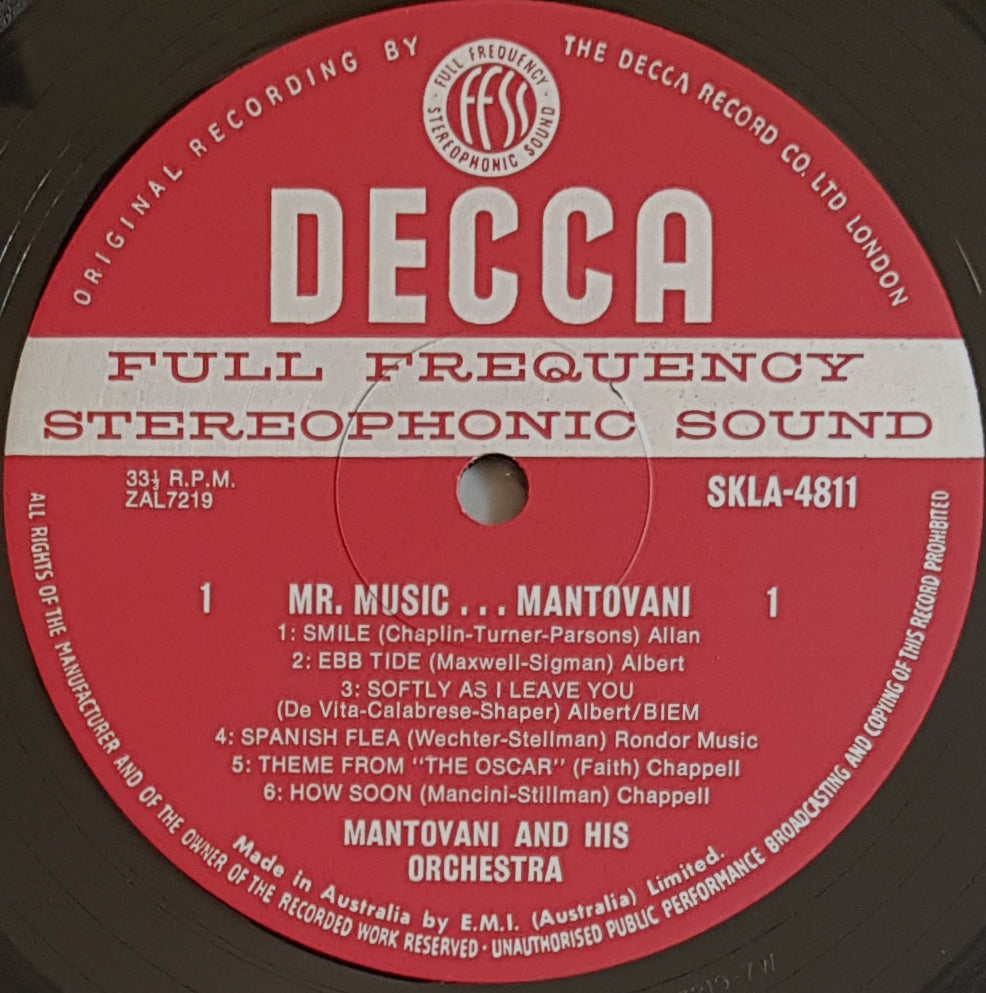 ORIGINAL RECORDING BY THE DECCA RECORD CO. LTD LONDON
FULL FREQUENCY
FFSS
STEREOPHONIC SOUND
DECCA
FULL FREQUENCY
STEREOPHONIC SOUND
33⅓ R.P.M.
ZAL7219
SKLA-4811
1 MR. MUSIC . . . MANTOVANI 1
1: SMILE (Chaplin-Turner-Parsons) Allan
2: EBB TIDE (Maxwell-Sigman) Albert
3: SOFTLY AS I LEAVE YOU
(De Vita-Calabrese-Shaper) Albert/BIEM
4: SPANISH FLEA (Wechter-Stellman) Rondor Music
5: THEME FROM "THE OSCAR" (Faith) Chappell
6: HOW SOON (Mancini-Stillman) Chappell
MANTOVANI AND HIS
ORCHESTRA
Made in Australia by E.M.I. (Australia) Limited.
ALL RIGHTS OF THE MANUFACTURER AND OF THE OWNER OF THE RECORDED WORK RESERVED · UNAUTHORISED PUBLIC PERFORMANCE BROADCASTING AND COPYING OF THIS RECORD PROHIBITED